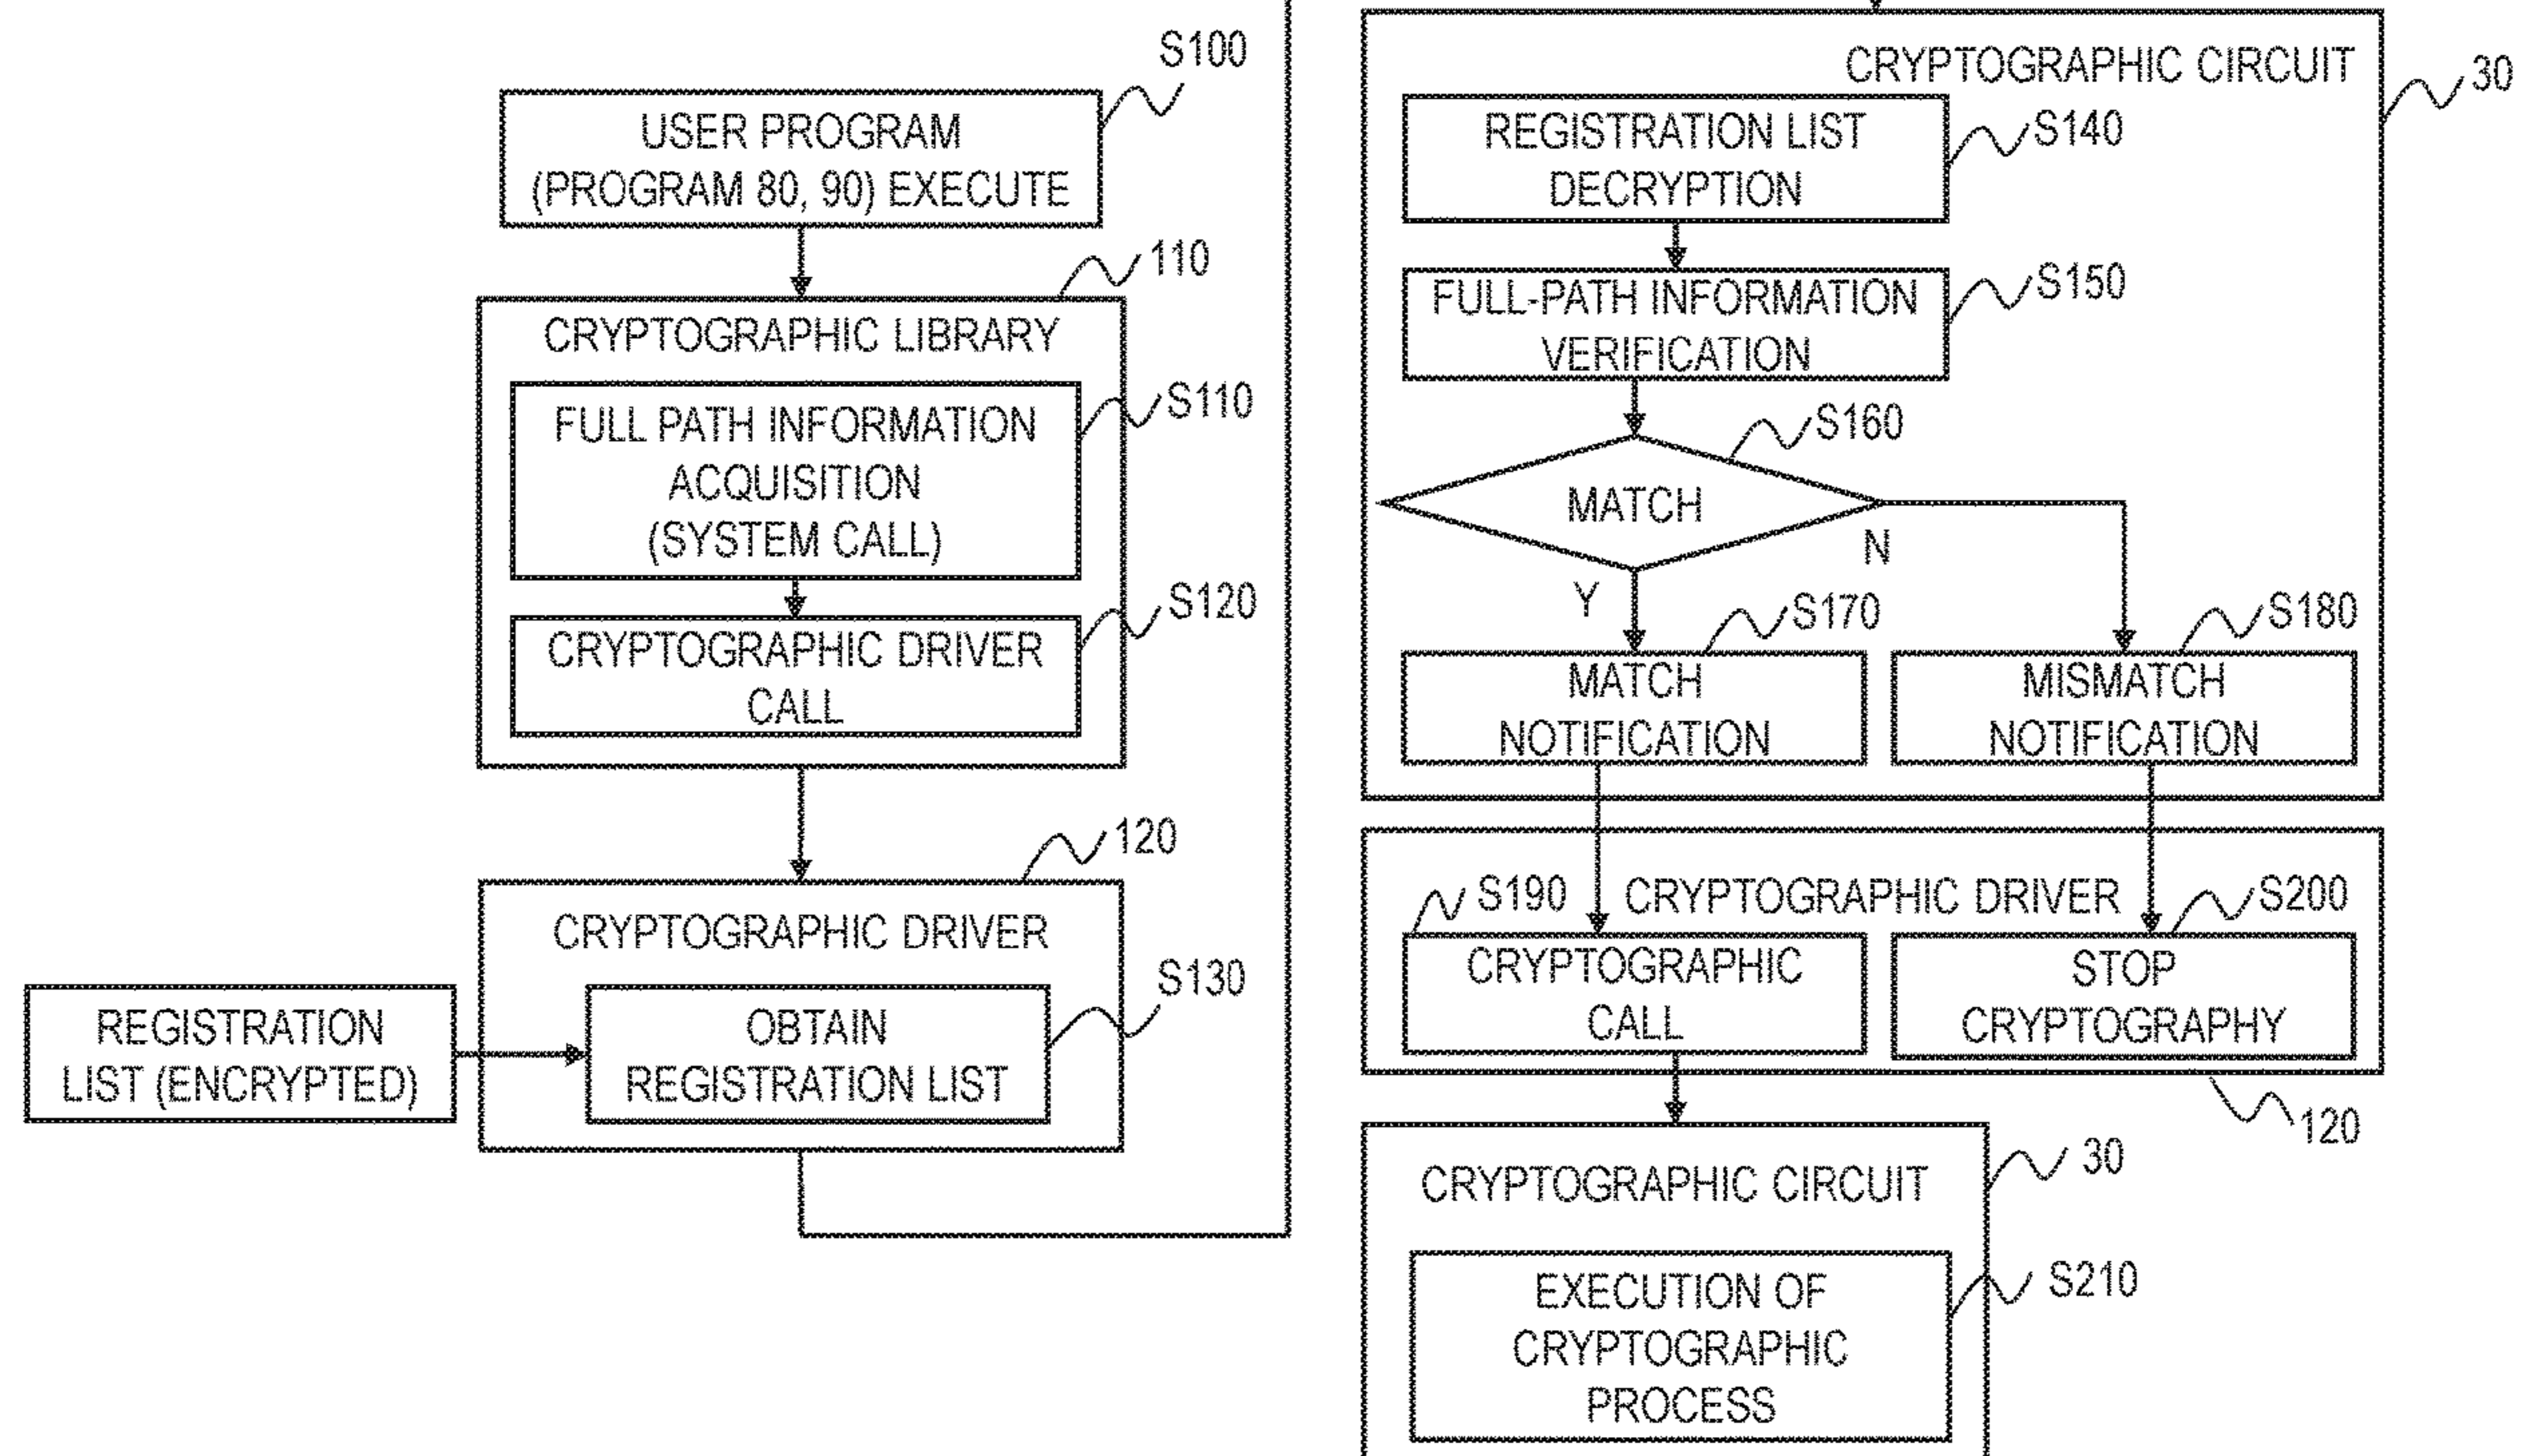 S100
USER PROGRAM
(PROGRAM 80, 90) EXECUTE
110
CRYPTOGRAPHIC LIBRARY
S110
FULL PATH INFORMATION
ACQUISITION
(SYSTEM CALL)
S120
CRYPTOGRAPHIC DRIVER
CALL
120
CRYPTOGRAPHIC DRIVER
S130
REGISTRATION
LIST (ENCRYPTED)
OBTAIN
REGISTRATION LIST
CRYPTOGRAPHIC CIRCUIT
30
REGISTRATION LIST
DECRYPTION
S140
FULL-PATH INFORMATION
VERIFICATION
S150
S160
MATCH
N
Y
S170
S180
MATCH
NOTIFICATION
MISMATCH
NOTIFICATION
S190
CRYPTOGRAPHIC DRIVER
S200
CRYPTOGRAPHIC
CALL
STOP
CRYPTOGRAPHY
120
30
CRYPTOGRAPHIC CIRCUIT
S210
EXECUTION OF
CRYPTOGRAPHIC
PROCESS